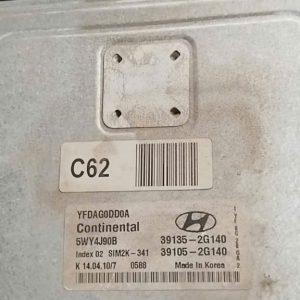 C62
YFDAG0DD0A
Continental
5WY4J90B 39135-2G140
Index 02 SIM2K-341 39105-2G140
K 14.04.10/7 0588 Made in Korea